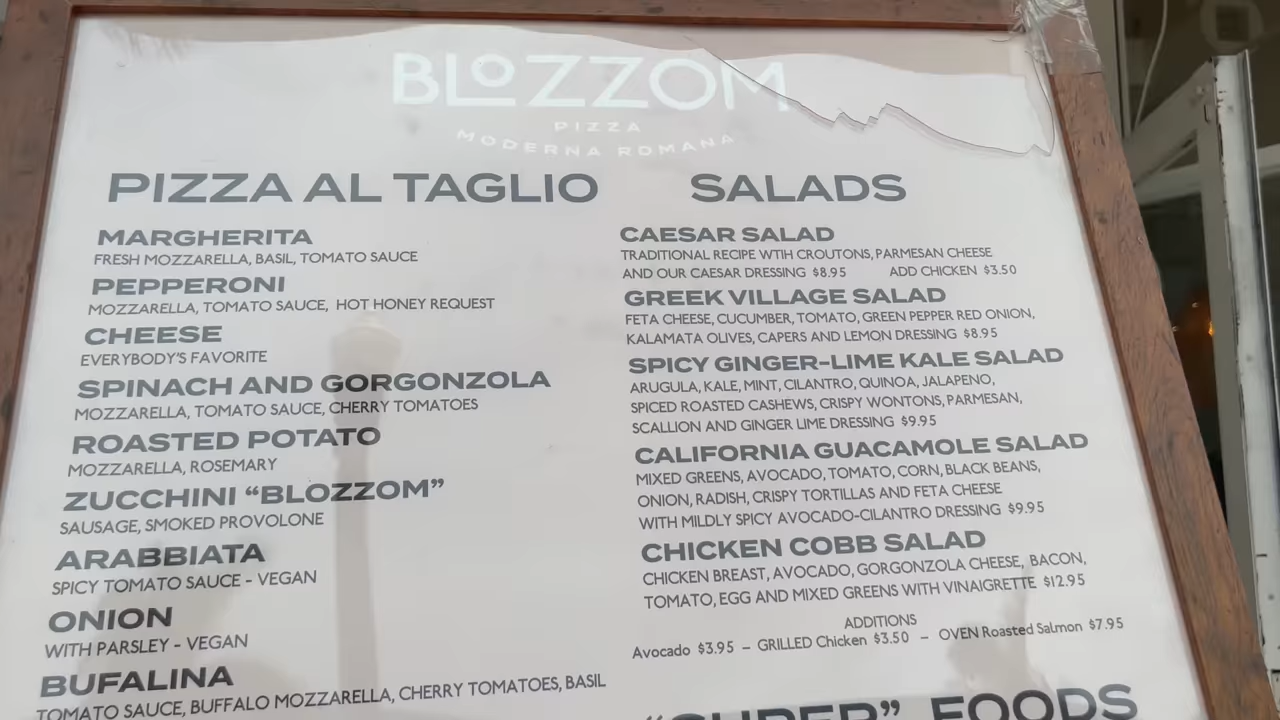 BLOZZOM
PIZZA
MODERNA ROMANA
PIZZA AL TAGLIO
MARGHERITA
FRESH MOZZARELLA, BASIL, TOMATO SAUCE
PEPPERONI
MOZZARELLA, TOMATO SAUCE, HOT HONEY REQUEST
CHEESE
EVERYBODY'S FAVORITE
SPINACH AND GORGONZOLA
MOZZARELLA, TOMATO SAUCE, CHERRY TOMATOES
ROASTED POTATO
MOZZARELLA, ROSEMARY
ZUCCHINI “BLOZZOM”
SAUSAGE, SMOKED PROVOLONE
ARABBIATA
SPICY TOMATO SAUCE - VEGAN
ONION
WITH PARSLEY - VEGAN
BUFALINA
TOMATO SAUCE, BUFFALO MOZZARELLA, CHERRY TOMATOES, BASIL
SALADS
CAESAR SALAD
TRADITIONAL RECIPE WTIH CROUTONS, PARMESAN CHEESE
AND OUR CAESAR DRESSING $8.95 ADD CHICKEN $3.50
GREEK VILLAGE SALAD
FETA CHEESE, CUCUMBER, TOMATO, GREEN PEPPER RED ONION,
KALAMATA OLIVES, CAPERS AND LEMON DRESSING $8.95
SPICY GINGER-LIME KALE SALAD
ARUGULA, KALE, MINT, CILANTRO, QUINOA, JALAPENO,
SPICED ROASTED CASHEWS, CRISPY WONTONS, PARMESAN,
SCALLION AND GINGER LIME DRESSING $9.95
CALIFORNIA GUACAMOLE SALAD
MIXED GREENS, AVOCADO, TOMATO, CORN, BLACK BEANS,
ONION, RADISH, CRISPY TORTILLAS AND FETA CHEESE
WITH MILDLY SPICY AVOCADO-CILANTRO DRESSING $9.95
CHICKEN COBB SALAD
CHICKEN BREAST, AVOCADO, GORGONZOLA CHEESE, BACON,
TOMATO, EGG AND MIXED GREENS WITH VINAIGRETTE $12.95
ADDITIONS
Avocado $3.95 – GRILLED Chicken $3.50 – OVEN Roasted Salmon $7.95
“SUPER” FOODS